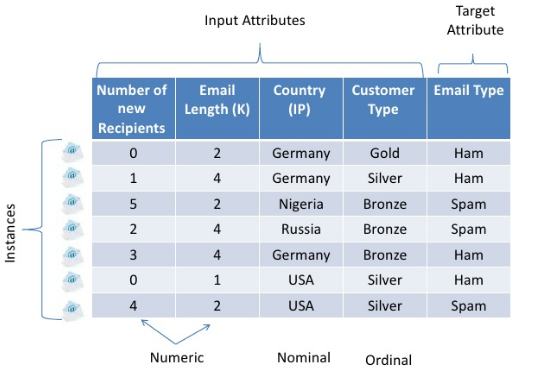 Input Attributes
Target
Attribute
Number of
new
Recipients
Email
Length (K)
Country
(IP)
Customer
Type
Email Type
Instances
0 2 Germany Gold Ham
1 4 Germany Silver Ham
5 2 Nigeria Bronze Spam
2 4 Russia Bronze Spam
3 4 Germany Bronze Ham
0 1 USA Silver Ham
4 2 USA Silver Spam
Numeric Nominal Ordinal